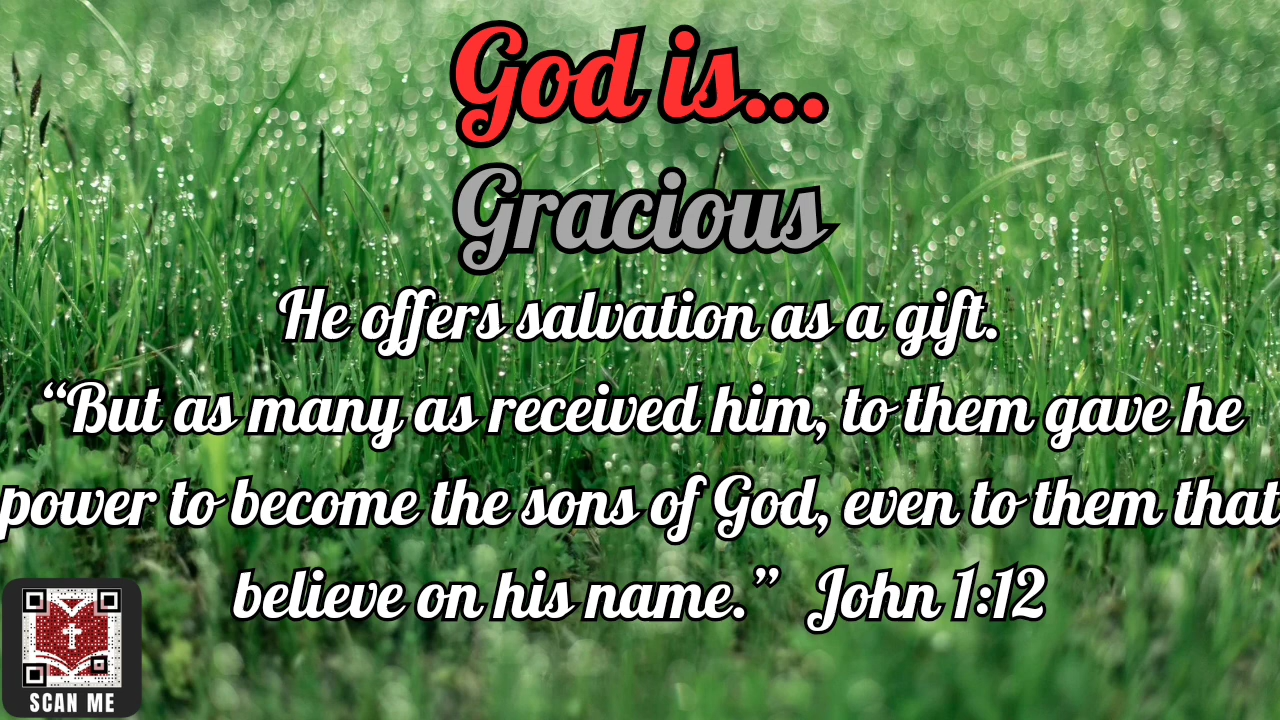 God is...
Gracious
He offers salvation as a gift.
“But as many as received him, to them gave he
power to become the sons of God, even to them that
believe on his name.” John 1:12
SCAN ME